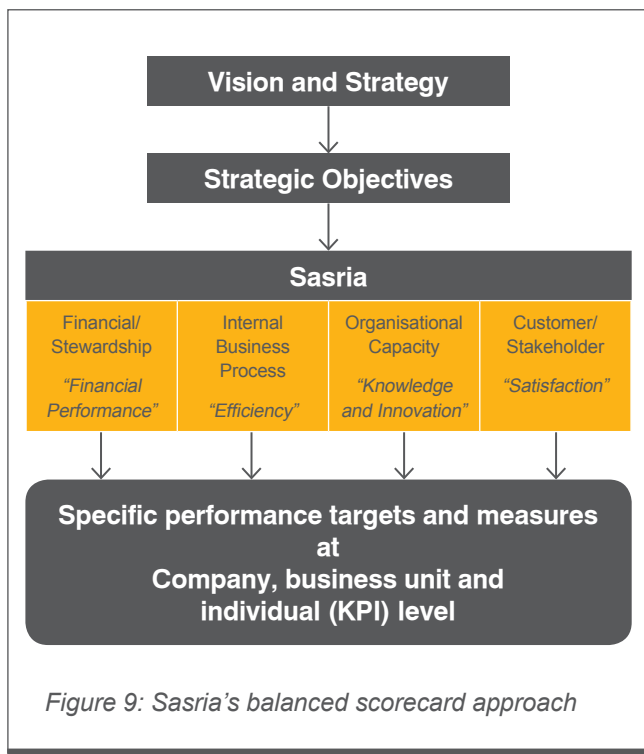 Vision and Strategy
Strategic Objectives
Sasria
Financial/
Stewardship
“Financial
Performance”
Internal
Business
Process
“Efficiency”
Organisational
Capacity
“Knowledge
and Innovation”
Customer/
Stakeholder
“Satisfaction”
Specific performance targets and measures
at
Company, business unit and
individual (KPI) level
Figure 9: Sasria’s balanced scorecard approach